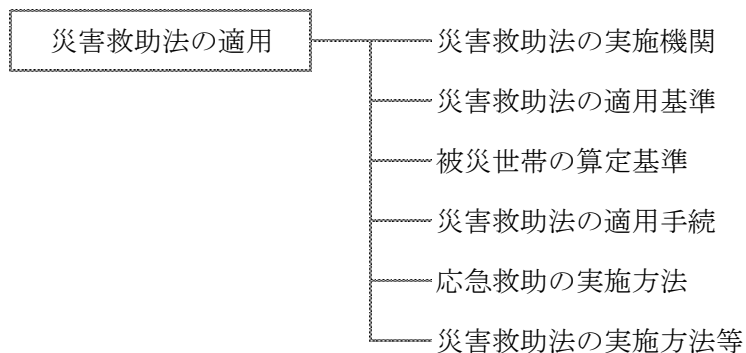 災害救助法の適用
災害救助法の実施機関
災害救助法の適用基準
被災世帯の算定基準
災害救助法の適用手続
応急救助の実施方法
災害救助法の実施方法等